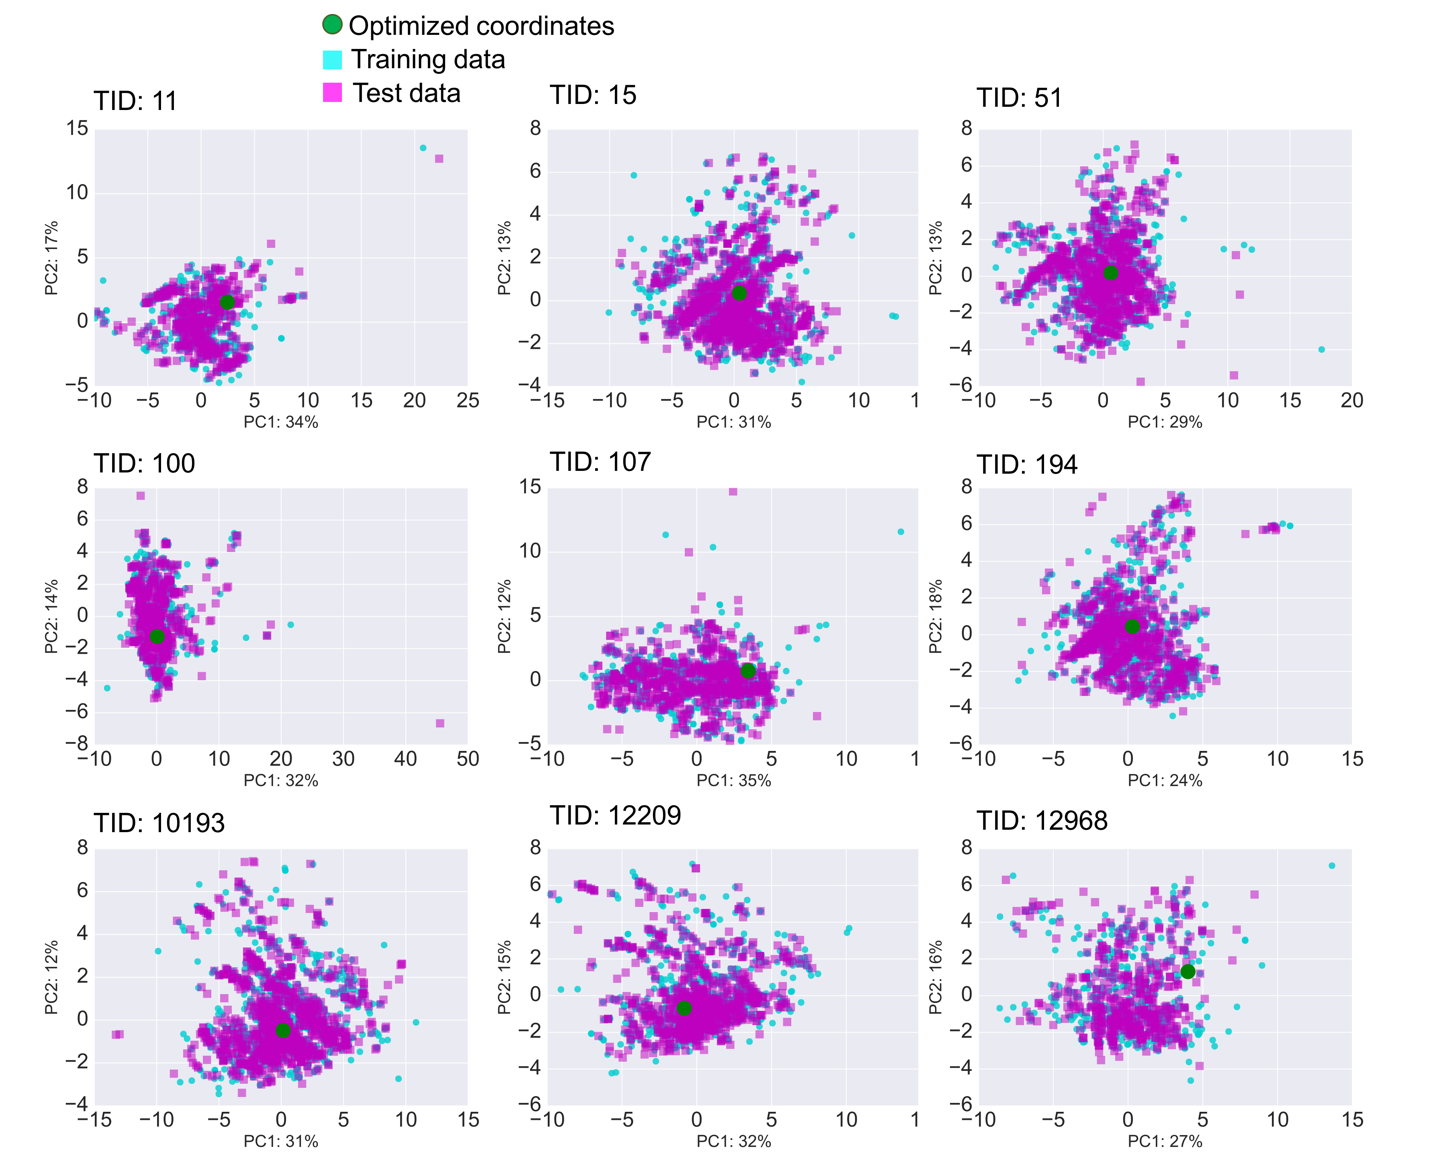 Optimized coordinates
Training data
Test data
TID: 11
15
10
5
0
−5
PC2: 17%
−10 −5 0 5 10 15 20 25
PC1: 34%
TID: 15
8
6
4
2
0
−2
−4
PC2: 13%
−15 −10 −5 0 5 10 1
PC1: 31%
TID: 51
8
6
4
2
0
−2
−4
−6
PC2: 13%
−10 −5 0 5 10 15 20
PC1: 29%
TID: 100
8
6
4
2
0
−2
−4
−6
−8
PC2: 14%
−10 0 10 20 30 40 50
PC1: 32%
TID: 107
15
10
5
0
−5
PC2: 12%
−10 −5 0 5 10 1
PC1: 35%
TID: 194
8
6
4
2
0
−2
−4
−6
PC2: 18%
−10 −5 0 5 10 15
PC1: 24%
TID: 10193
8
6
4
2
0
−2
−4
PC2: 12%
−15 −10 −5 0 5 10 15
PC1: 31%
TID: 12209
8
6
4
2
0
−2
−4
−6
PC2: 15%
−10 −5 0 5 10 1
PC1: 32%
TID: 12968
8
6
4
2
0
−2
−4
−6
PC2: 16%
−10 −5 0 5 10 15
PC1: 27%